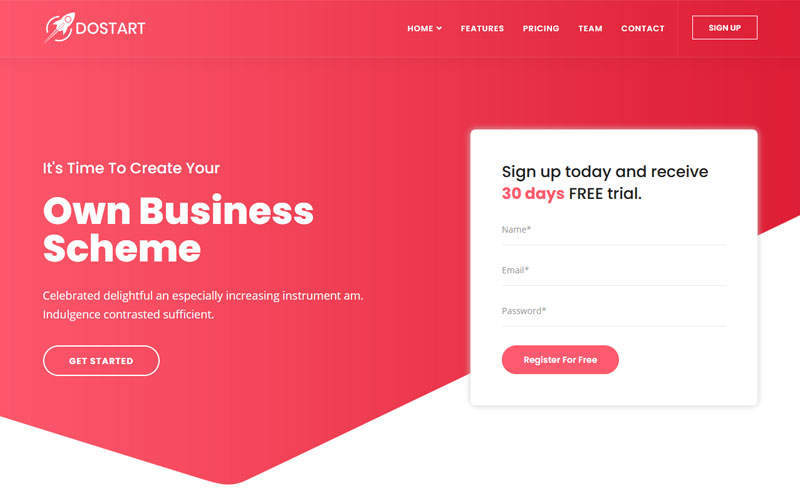 DOSTART
HOME
FEATURES
PRICING
TEAM
CONTACT
SIGN UP
It's Time To Create Your
Own Business
Scheme
Celebrated delightful an especially increasing instrument am.
Indulgence contrasted sufficient.
GET STARTED
Sign up today and receive
30 days FREE trial.
Name*
Email*
Password*
Register For Free